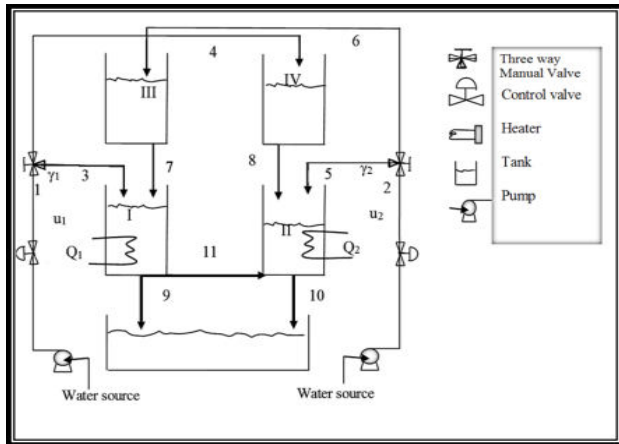 4
6
III
IV
7
8
γ1
3
5
γ2
1
2
u1
I
II
u2
Q1
11
Q2
9
10
Water source
Water source
Three way
Manual Valve
Control valve
Heater
Tank
Pump